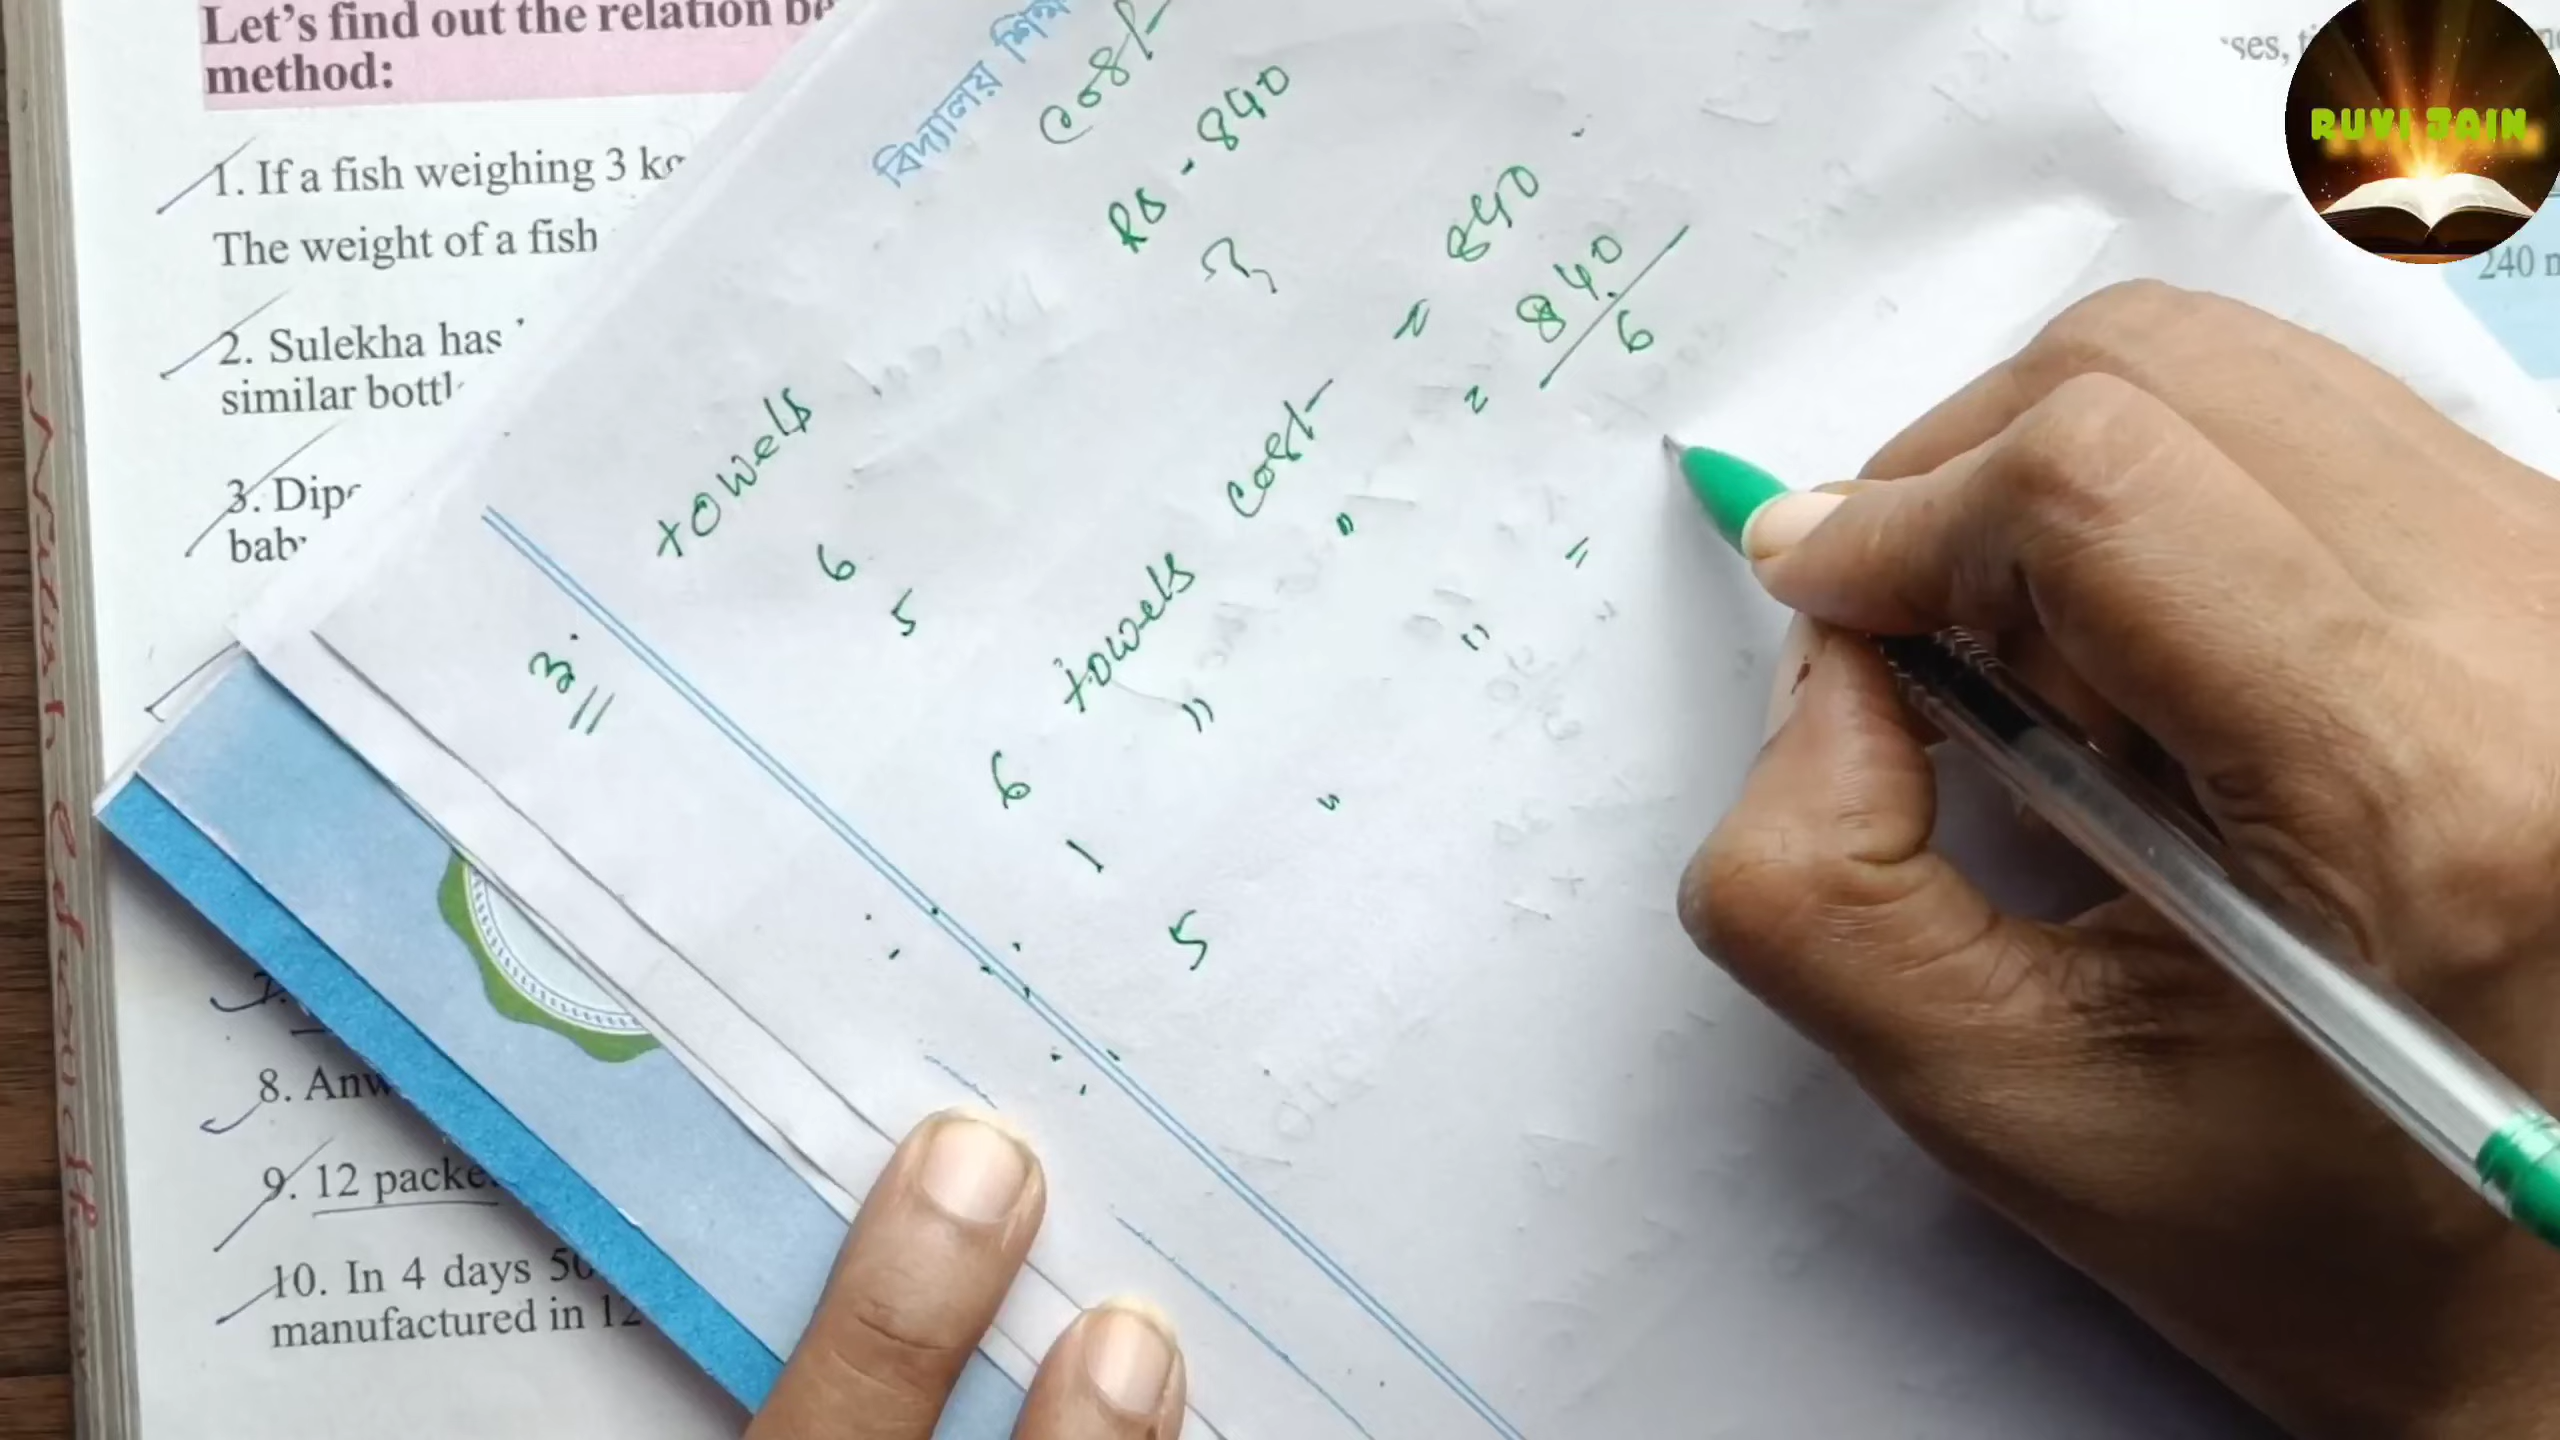 Let's find out the relation
method:
1. If a fish weighing 3 kg
The weight of a fish
2. Sulekha has
similar bottl
3. Dip
bab
8. Anw
9. 12 packe
10. In 4 days 50
manufactured in 12
বিদ্যালয় শিক্ষ
3.
towels cost
6 Rs - 840
5 ?
6 towels cost = 840
1 " " = 840/6
5 " " =
RUVI JAIN
ses, t
240 m